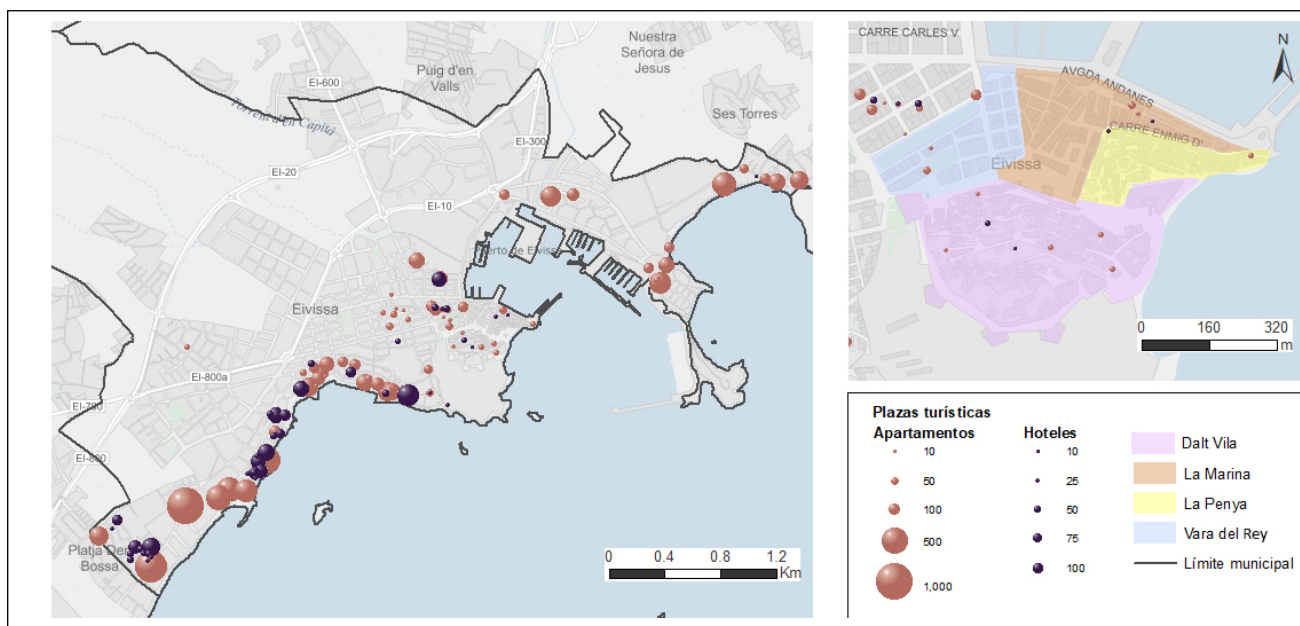 Nuestra
Señora de
Jesus
Puig d'en
Valls
EI-600
Torrent d'en Capità
Ses Torres
EI-300
EI-20
EI-10
Puerto de Eivissa
Eivissa
EI-800a
EI-700
EI-800
Platja Den
Bossa
0 0.4 0.8 1.2
Km
CARRE CARLES V
N
AVGDA ANDANES
CARRE ENMIG D'
Eivissa
0 160 320
m
Plazas turísticas
Apartamentos
10
50
100
500
1,000
Hoteles
10
25
50
75
100
Dalt Vila
La Marina
La Penya
Vara del Rey
Límite municipal